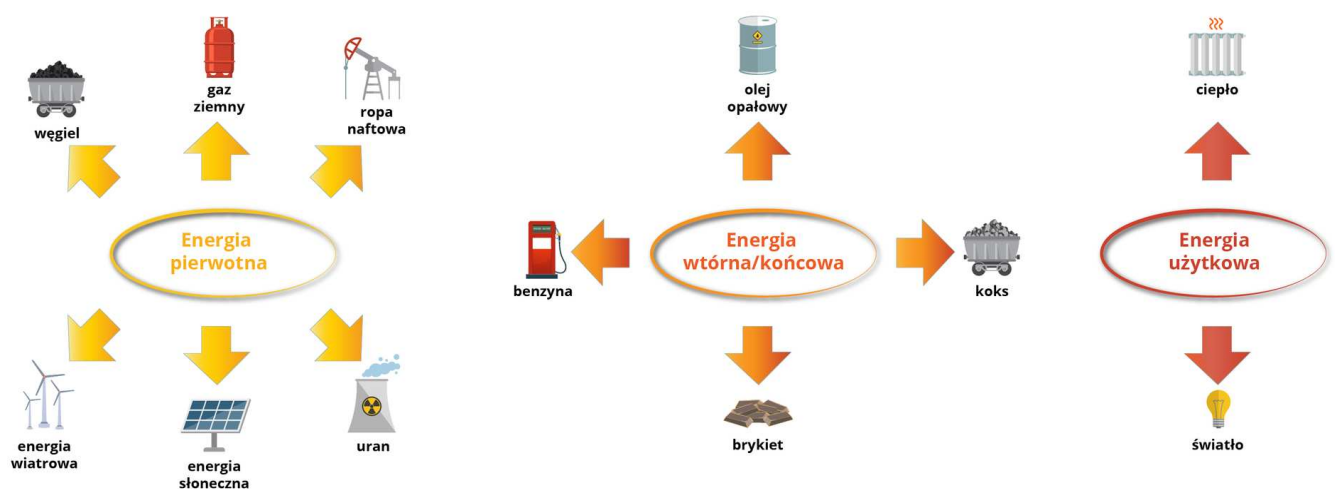 węgiel
gaz
ziemny
ropa
naftowa
Energia
pierwotna
energia
wiatrowa
energia
słoneczna
uran
olej
opałowy
benzyna
Energia
wtórna/końcowa
koks
brykiet
ciepło
Energia
użytkowa
światło